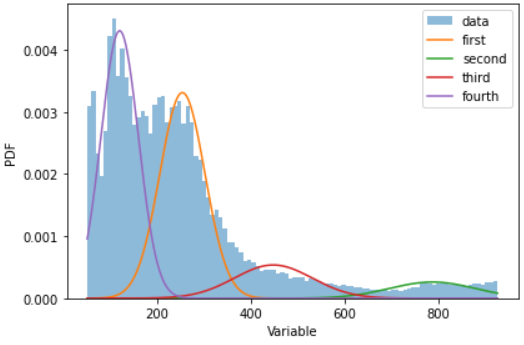 data
first
second
third
fourth
0.004
0.003
0.002
0.001
0.000
PDF
200 400 600 800
Variable